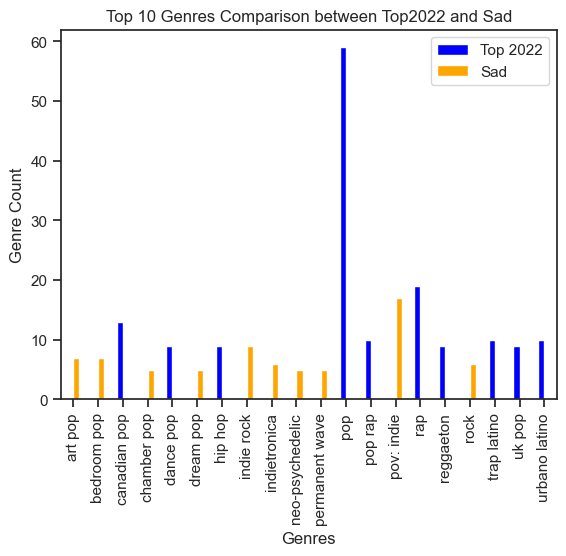 Top 10 Genres Comparison between Top2022 and Sad
Top 2022
Sad
Genre Count
60
50
40
30
20
10
0
art pop
bedroom pop
canadian pop
chamber pop
dance pop
dream pop
hip hop
indie rock
indietronica
neo-psychedelic
permanent wave
pop
pop rap
pov: indie
rap
reggaeton
rock
trap latino
uk pop
urbano latino
Genres